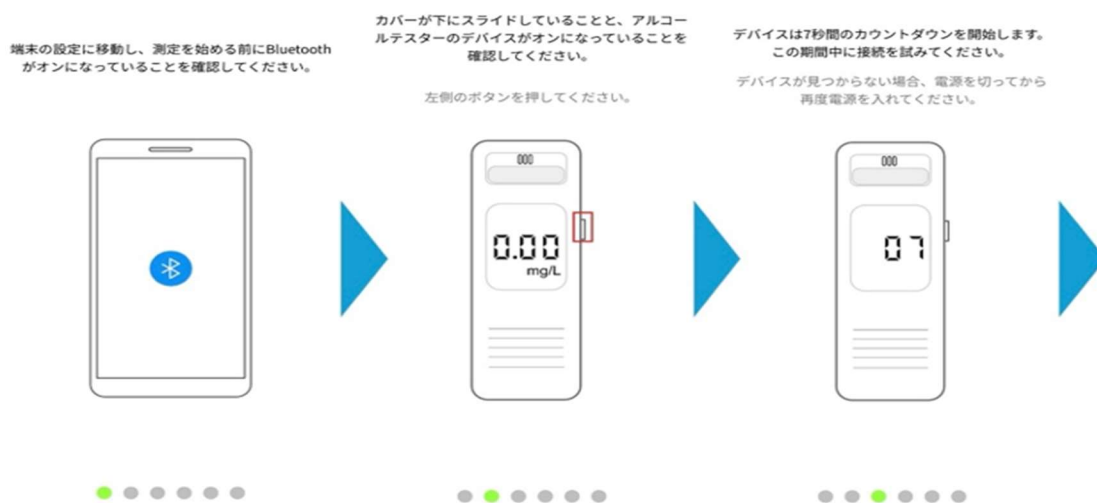 端末の設定に移動し、測定を始める前にBluetooth
がオンになっていることを確認してください。
カバーが下にスライドしていることと、アルコー
ルテスターのデバイスがオンになっていることを
確認してください。
左側のボタンを押してください。
000
0.00
mg/L
デバイスは7秒間のカウントダウンを開始します。
この期間中に接続を試みてください。
デバイスが見つからない場合、電源を切ってから
再度電源を入れてください。
000
07